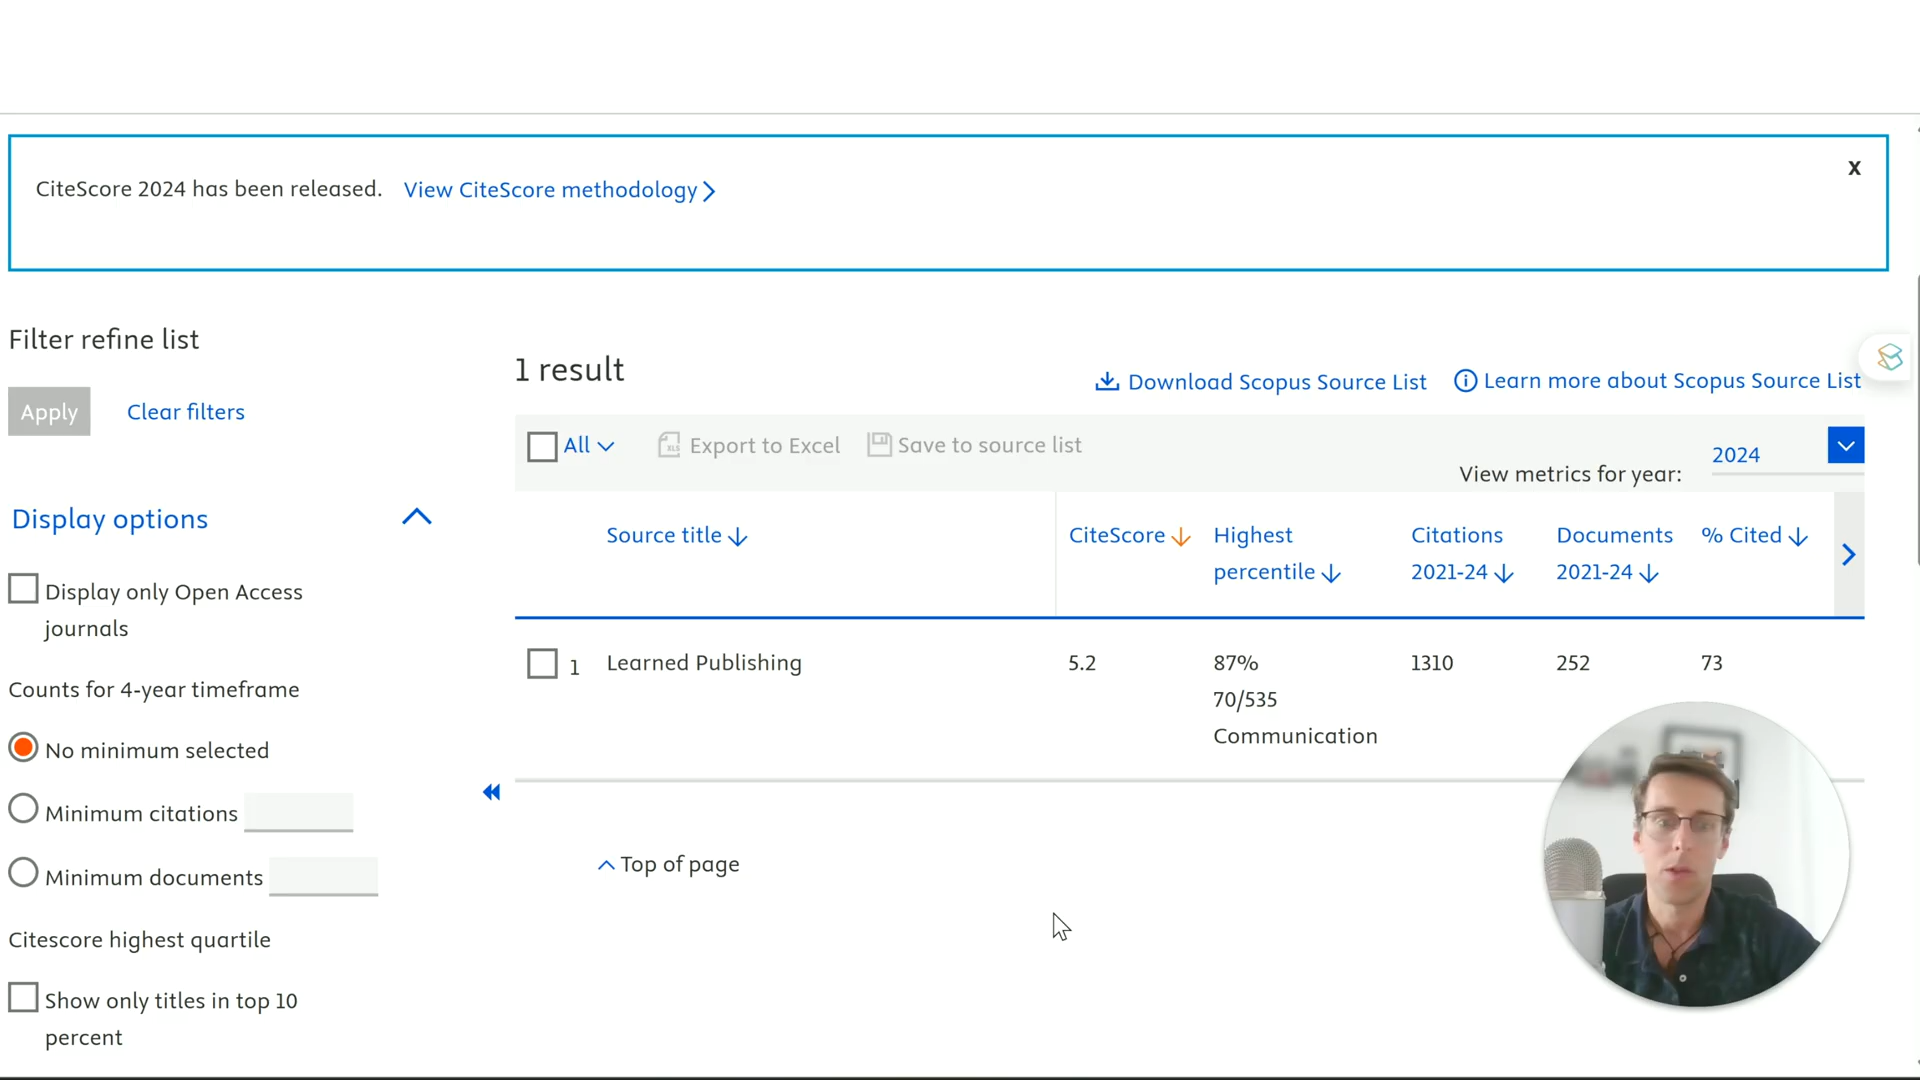 CiteScore 2024 has been released. View CiteScore methodology
x
Filter refine list
Apply Clear filters
Display options
Display only Open Access
journals
Counts for 4-year timeframe
No minimum selected
Minimum citations
Minimum documents
Citescore highest quartile
Show only titles in top 10
percent
1 result
Download Scopus Source List Learn more about Scopus Source List
All Export to Excel Save to source list
View metrics for year: 2024
Source title CiteScore Highest percentile Citations 2021-24 Documents 2021-24 % Cited
1 Learned Publishing 5.2 87% 1310 252 73
70/535
Communication
Top of page